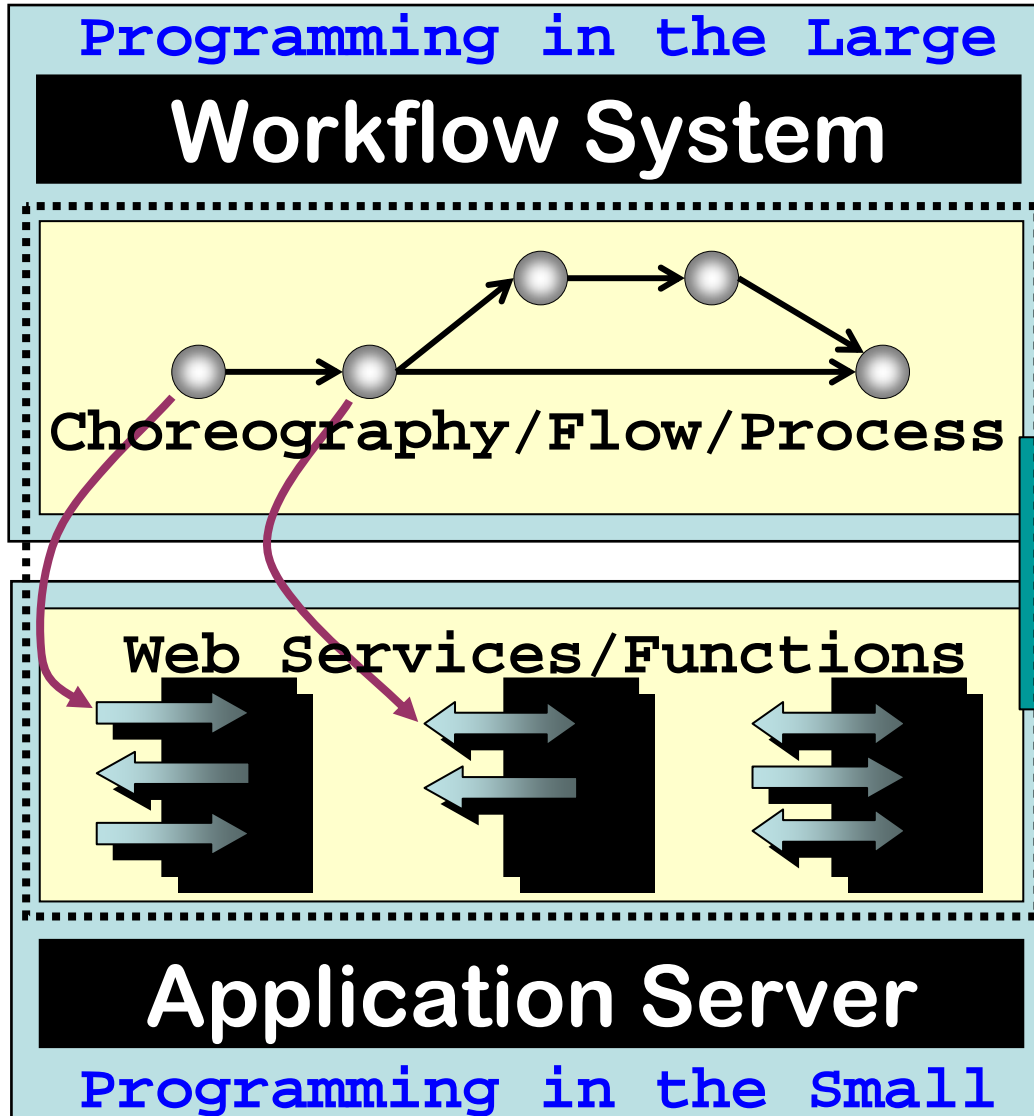 Programming in the Large
Workflow System
Choreography/Flow/Process
Web Services/Functions
Application Server
Programming in the Small